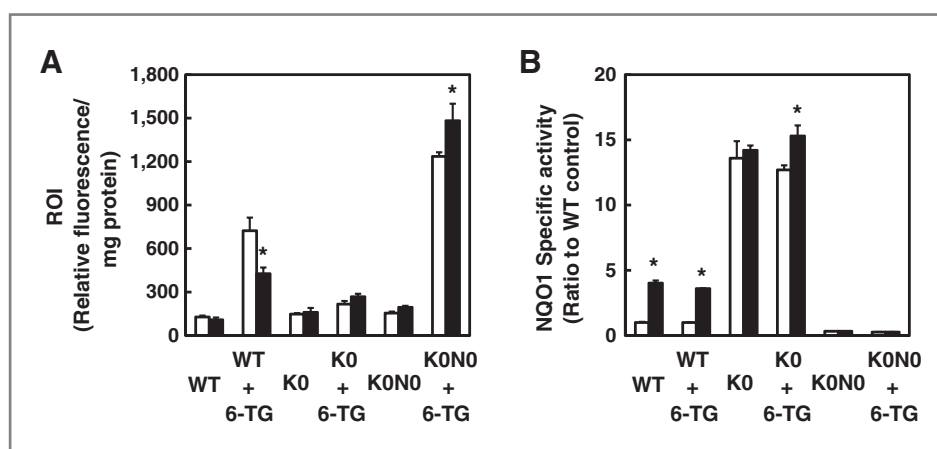 A
ROI
(Relative fluorescence/
mg protein)
1,800
1,500
1,200
900
600
300
0
*
*
WT
WT
+
6-TG
K0
K0
+
6-TG
K0N0
K0N0
+
6-TG
B
NQO1 Specific activity
(Ratio to WT control)
20
15
10
5
0
*
*
*
WT
WT
+
6-TG
K0
K0
+
6-TG
K0N0
K0N0
+
6-TG